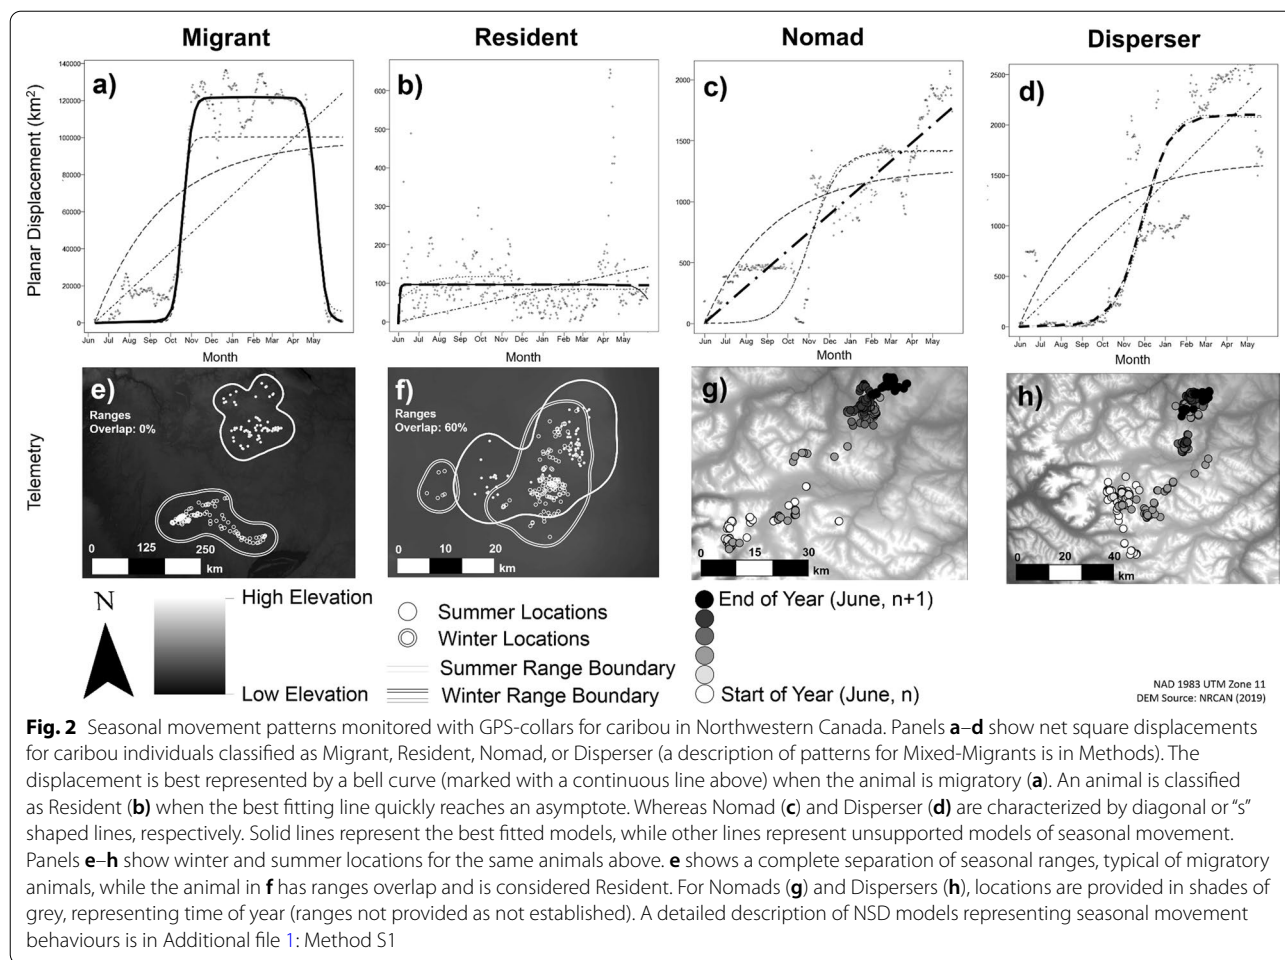 Migrant
Resident
Nomad
Disperser
Planar Displacement (km²)
a)
140000
120000
100000
80000
60000
40000
20000
0
Jun Jul Aug Sep Oct Nov Dec Jan Feb Mar Apr May
Month
b)
600
500
400
300
200
100
0
Jun Jul Aug Sep Oct Nov Dec Jan Feb Mar Apr May
Month
c)
2000
1500
1000
500
0
Jun Jul Aug Sep Oct Nov Dec Jan Feb Mar Apr May
Month
d)
2500
2000
1500
1000
500
0
Jun Jul Aug Sep Oct Nov Dec Jan Feb Mar Apr May
Month
Telemetry
e)
Ranges
Overlap: 0%
0 125 250
km
f)
Ranges
Overlap: 60%
0 10 20
km
g)
0 15 30
km
h)
0 20 40
km
N
High Elevation
Low Elevation
Summer Locations
Winter Locations
Summer Range Boundary
Winter Range Boundary
End of Year (June, n+1)
Start of Year (June, n)
NAD 1983 UTM Zone 11
DEM Source: NRCAN (2019)
Fig. 2 Seasonal movement patterns monitored with GPS-collars for caribou in Northwestern Canada. Panels a–d show net square displacements
for caribou individuals classified as Migrant, Resident, Nomad, or Disperser (a description of patterns for Mixed-Migrants is in Methods). The
displacement is best represented by a bell curve (marked with a continuous line above) when the animal is migratory (a). An animal is classified
as Resident (b) when the best fitting line quickly reaches an asymptote. Whereas Nomad (c) and Disperser (d) are characterized by diagonal or “s”
shaped lines, respectively. Solid lines represent the best fitted models, while other lines represent unsupported models of seasonal movement.
Panels e–h show winter and summer locations for the same animals above. e shows a complete separation of seasonal ranges, typical of migratory
animals, while the animal in f has ranges overlap and is considered Resident. For Nomads (g) and Dispersers (h), locations are provided in shades of
grey, representing time of year (ranges not provided as not established). A detailed description of NSD models representing seasonal movement
behaviours is in Additional file 1: Method S1